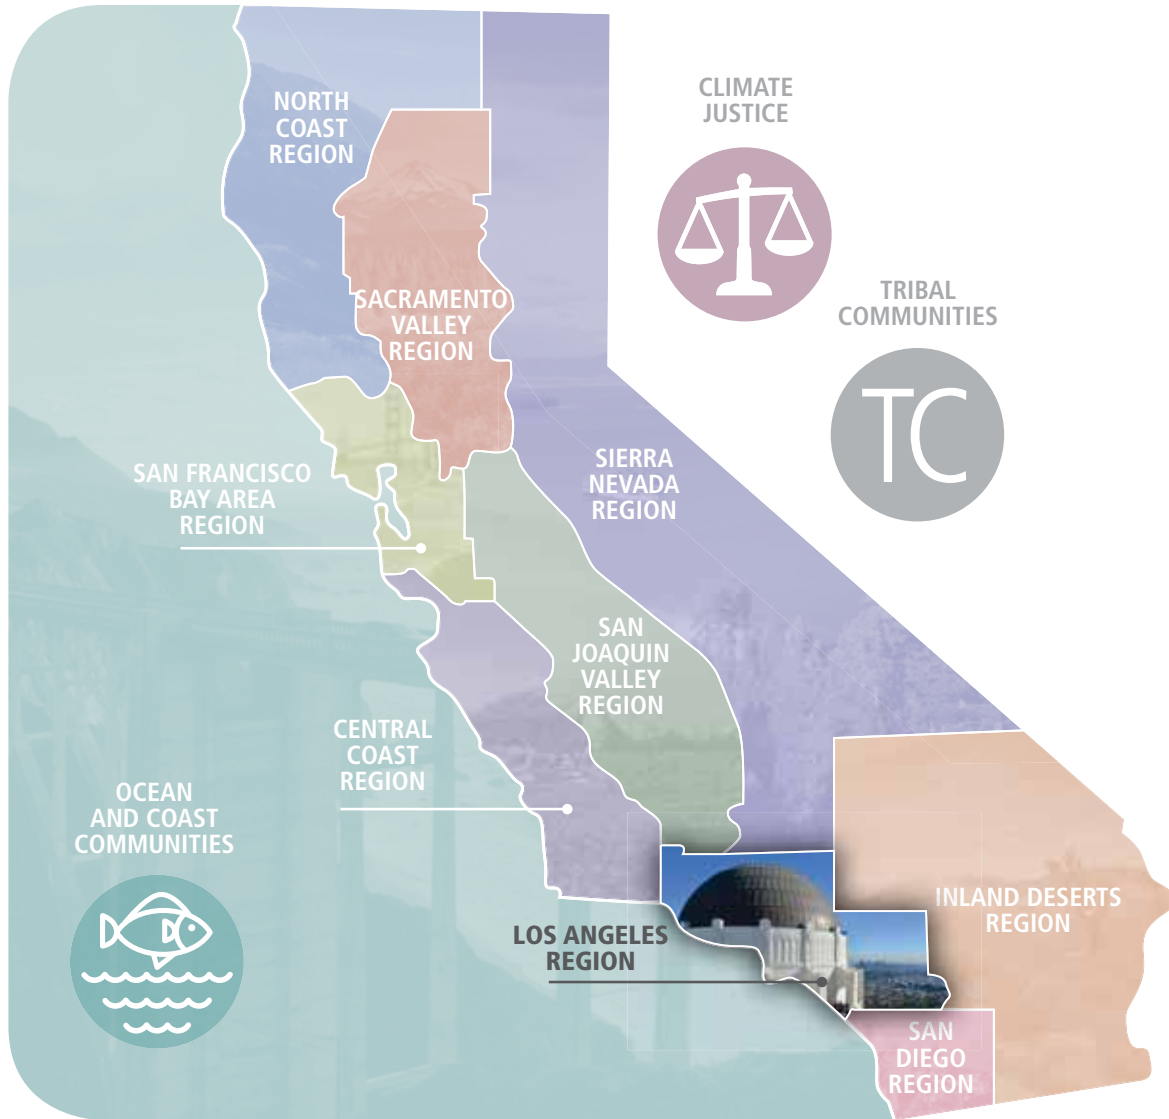 NORTH
COAST
REGION
CLIMATE
JUSTICE
SACRAMENTO
VALLEY
REGION
TRIBAL
COMMUNITIES
TC
SAN FRANCISCO
BAY AREA
REGION
SIERRA
NEVADA
REGION
SAN
JOAQUIN
VALLEY
REGION
CENTRAL
COAST
REGION
OCEAN
AND COAST
COMMUNITIES
INLAND DESERTS
REGION
LOS ANGELES
REGION
SAN
DIEGO
REGION